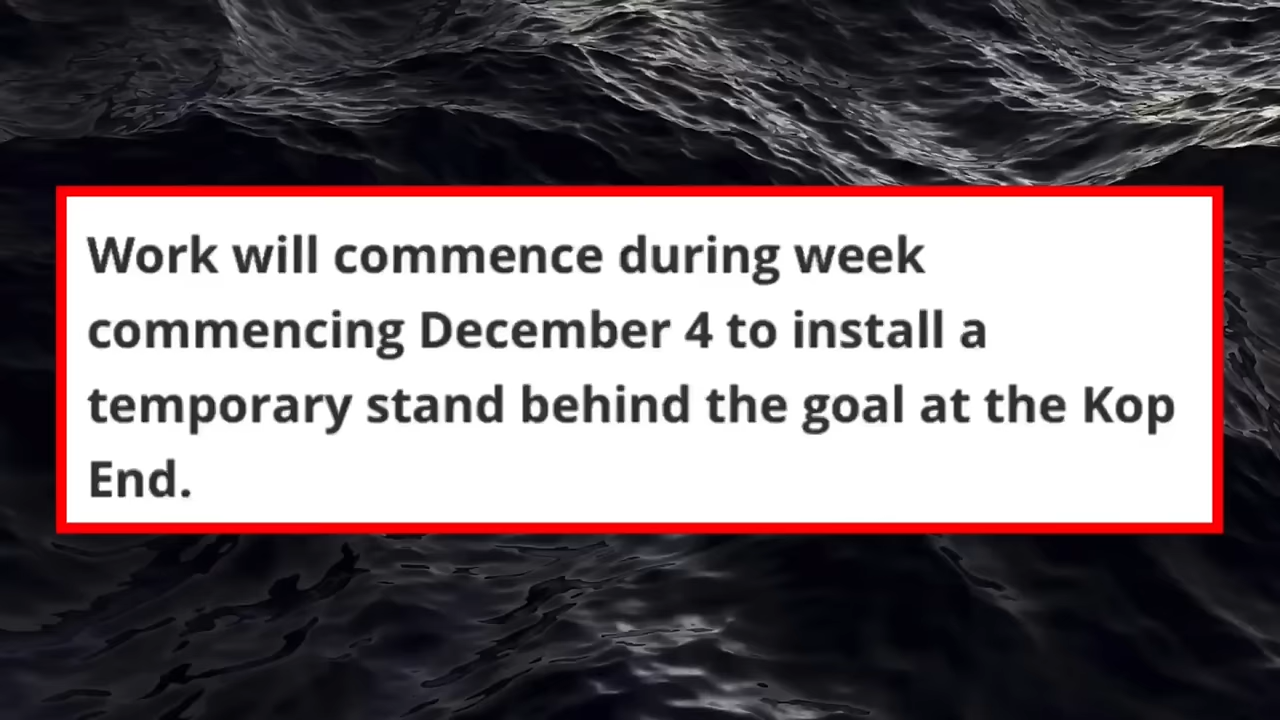 Work will commence during week
commencing December 4 to install a
temporary stand behind the goal at the Kop
End.